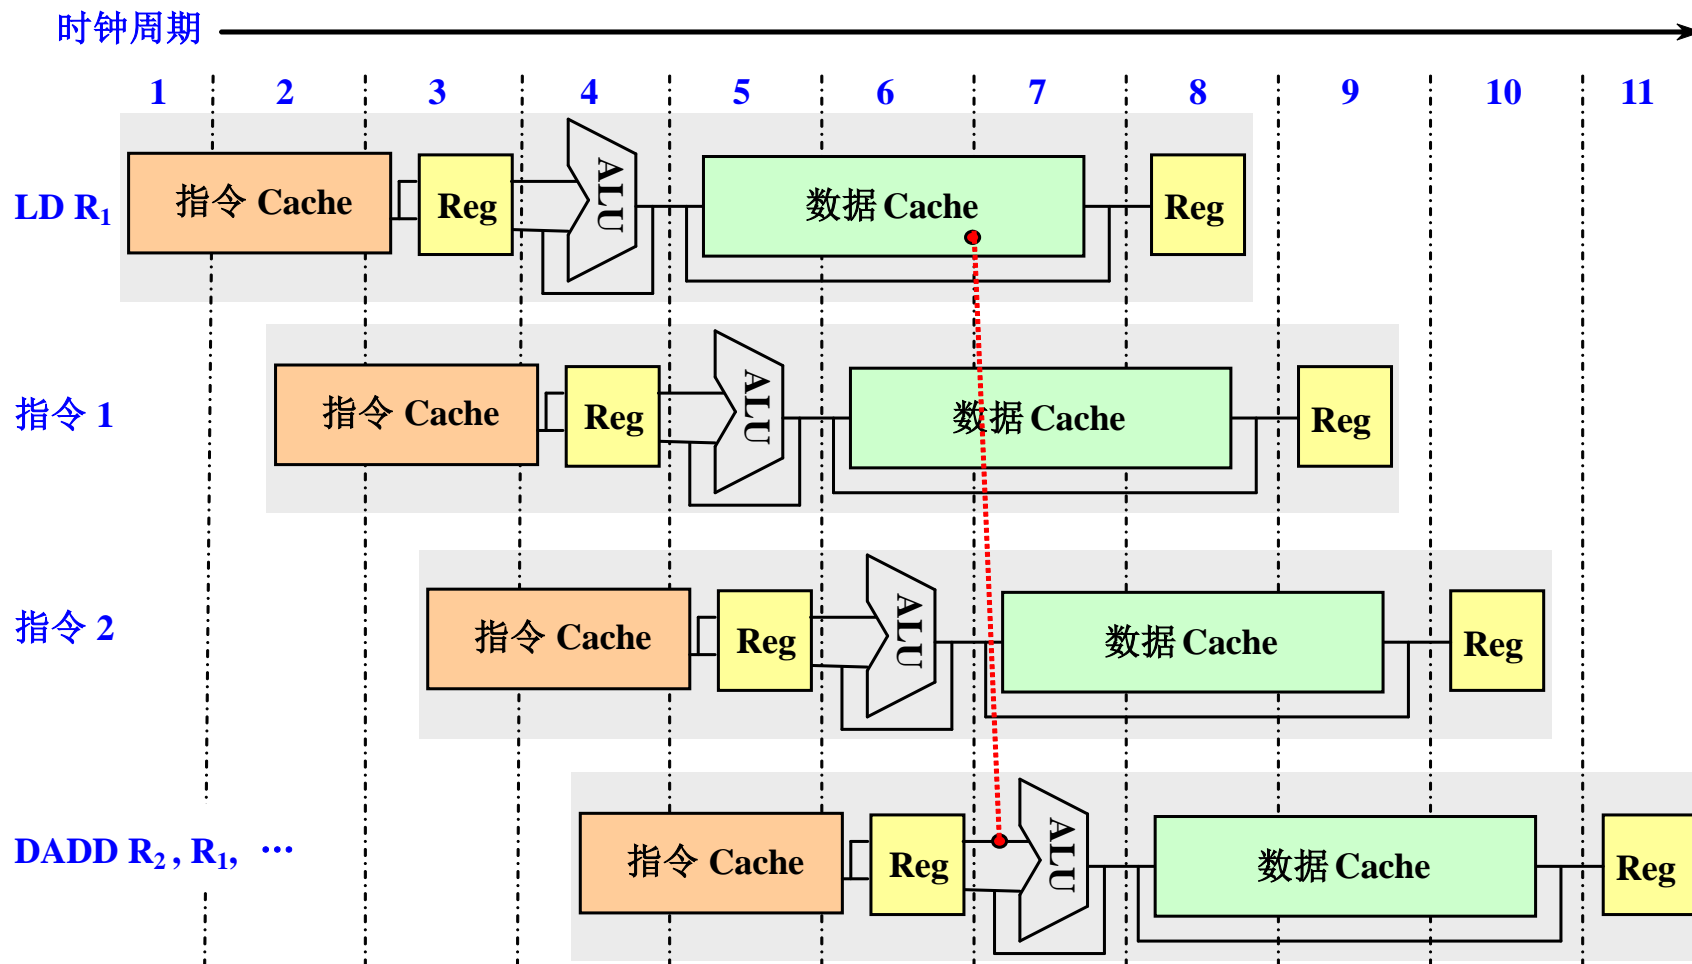 时钟周期
1 2 3 4 5 6 7 8 9 10 11
LD R1 指令 Cache Reg ALU 数据 Cache Reg
指令 1 指令 Cache Reg ALU 数据 Cache Reg
指令 2 指令 Cache Reg ALU 数据 Cache Reg
DADD R2 , R1, ··· 指令 Cache Reg ALU 数据 Cache Reg